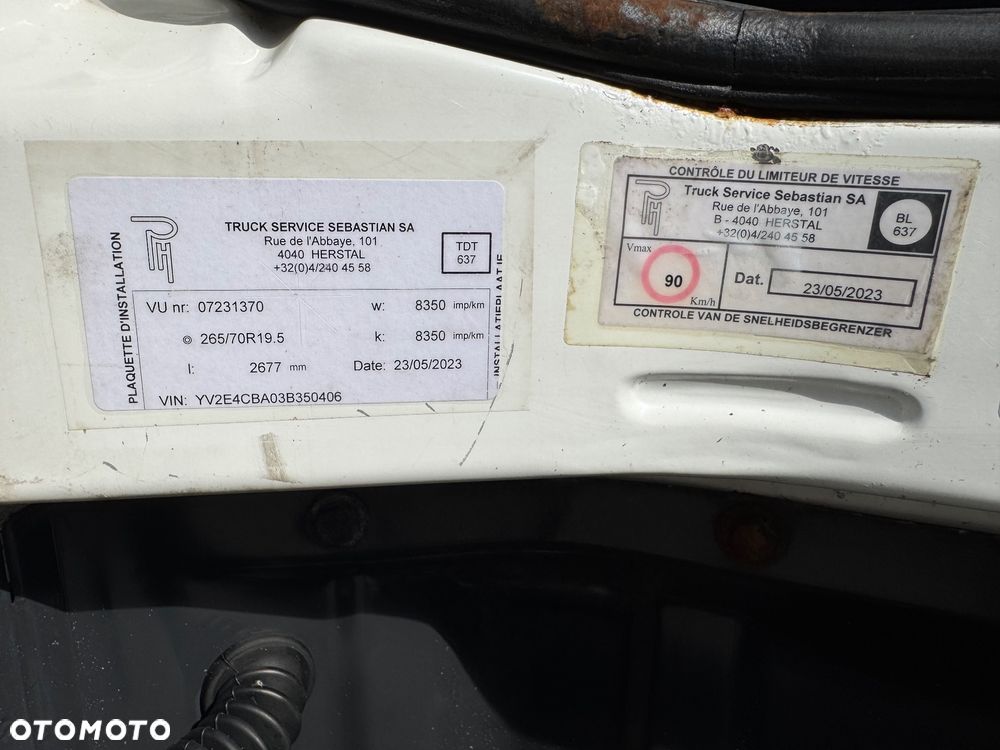 PLAQUETTE D'INSTALLATION
TRUCK SERVICE SEBASTIAN SA
Rue de l'Abbaye, 101
4040 HERSTAL
+32(0)4/240 45 58
TDT
637
VU nr: 07231370
w: 8350 imp/km
265/70R19.5
k: 8350 imp/km
l: 2677 mm
Date: 23/05/2023
VIN: YV2E4CBA03B350406
INSTALLATIEPLAATJE
CONTRÔLE DU LIMITEUR DE VITESSE
Truck Service Sebastian SA
Rue de l'Abbaye, 101
B - 4040 HERSTAL
+32(0)4/240 45 58
BL
637
Vmax
90
Km/h
Dat. 23/05/2023
CONTROLE VAN DE SNELHEIDSBEGRENZER
OTOMOTO